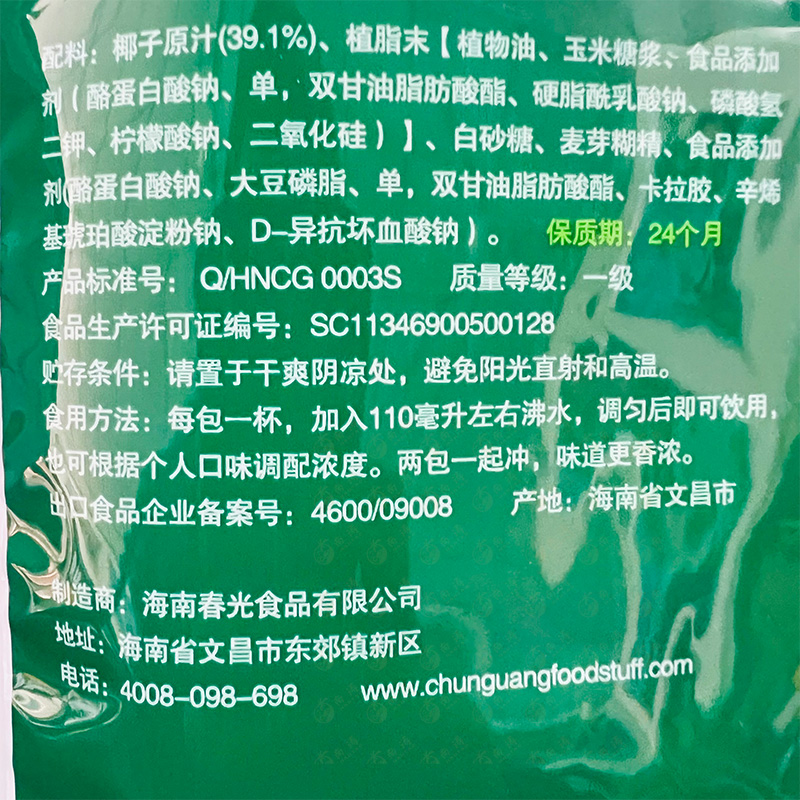 配料：椰子原汁(39.1%)、植脂末【植物油、玉米糖浆、食品添加
剂（酪蛋白酸钠、单，双甘油脂肪酸酯、硬脂酰乳酸钠、磷酸氢
二钾、柠檬酸钠、二氧化硅）】、白砂糖、麦芽糊精、食品添加
剂(酪蛋白酸钠、大豆磷脂、单，双甘油脂肪酸酯、卡拉胶、辛烯
基琥珀酸淀粉钠、D–异抗坏血酸钠）。 保质期：24个月
产品标准号： Q/HNCG 0003S 质量等级：一级
食品生产许可证编号：SC11346900500128
贮存条件：请置于干爽阴凉处，避免阳光直射和高温。
食用方法：每包一杯，加入110毫升左右沸水，调匀后即可饮用，
也可根据个人口味调配浓度。两包一起冲，味道更香浓。
出口食品企业备案号：4600/09008 产地：海南省文昌市
制造商：海南春光食品有限公司
地址：海南省文昌市东郊镇新区
电话：4008–098–698 www.chunguangfoodstuff.com